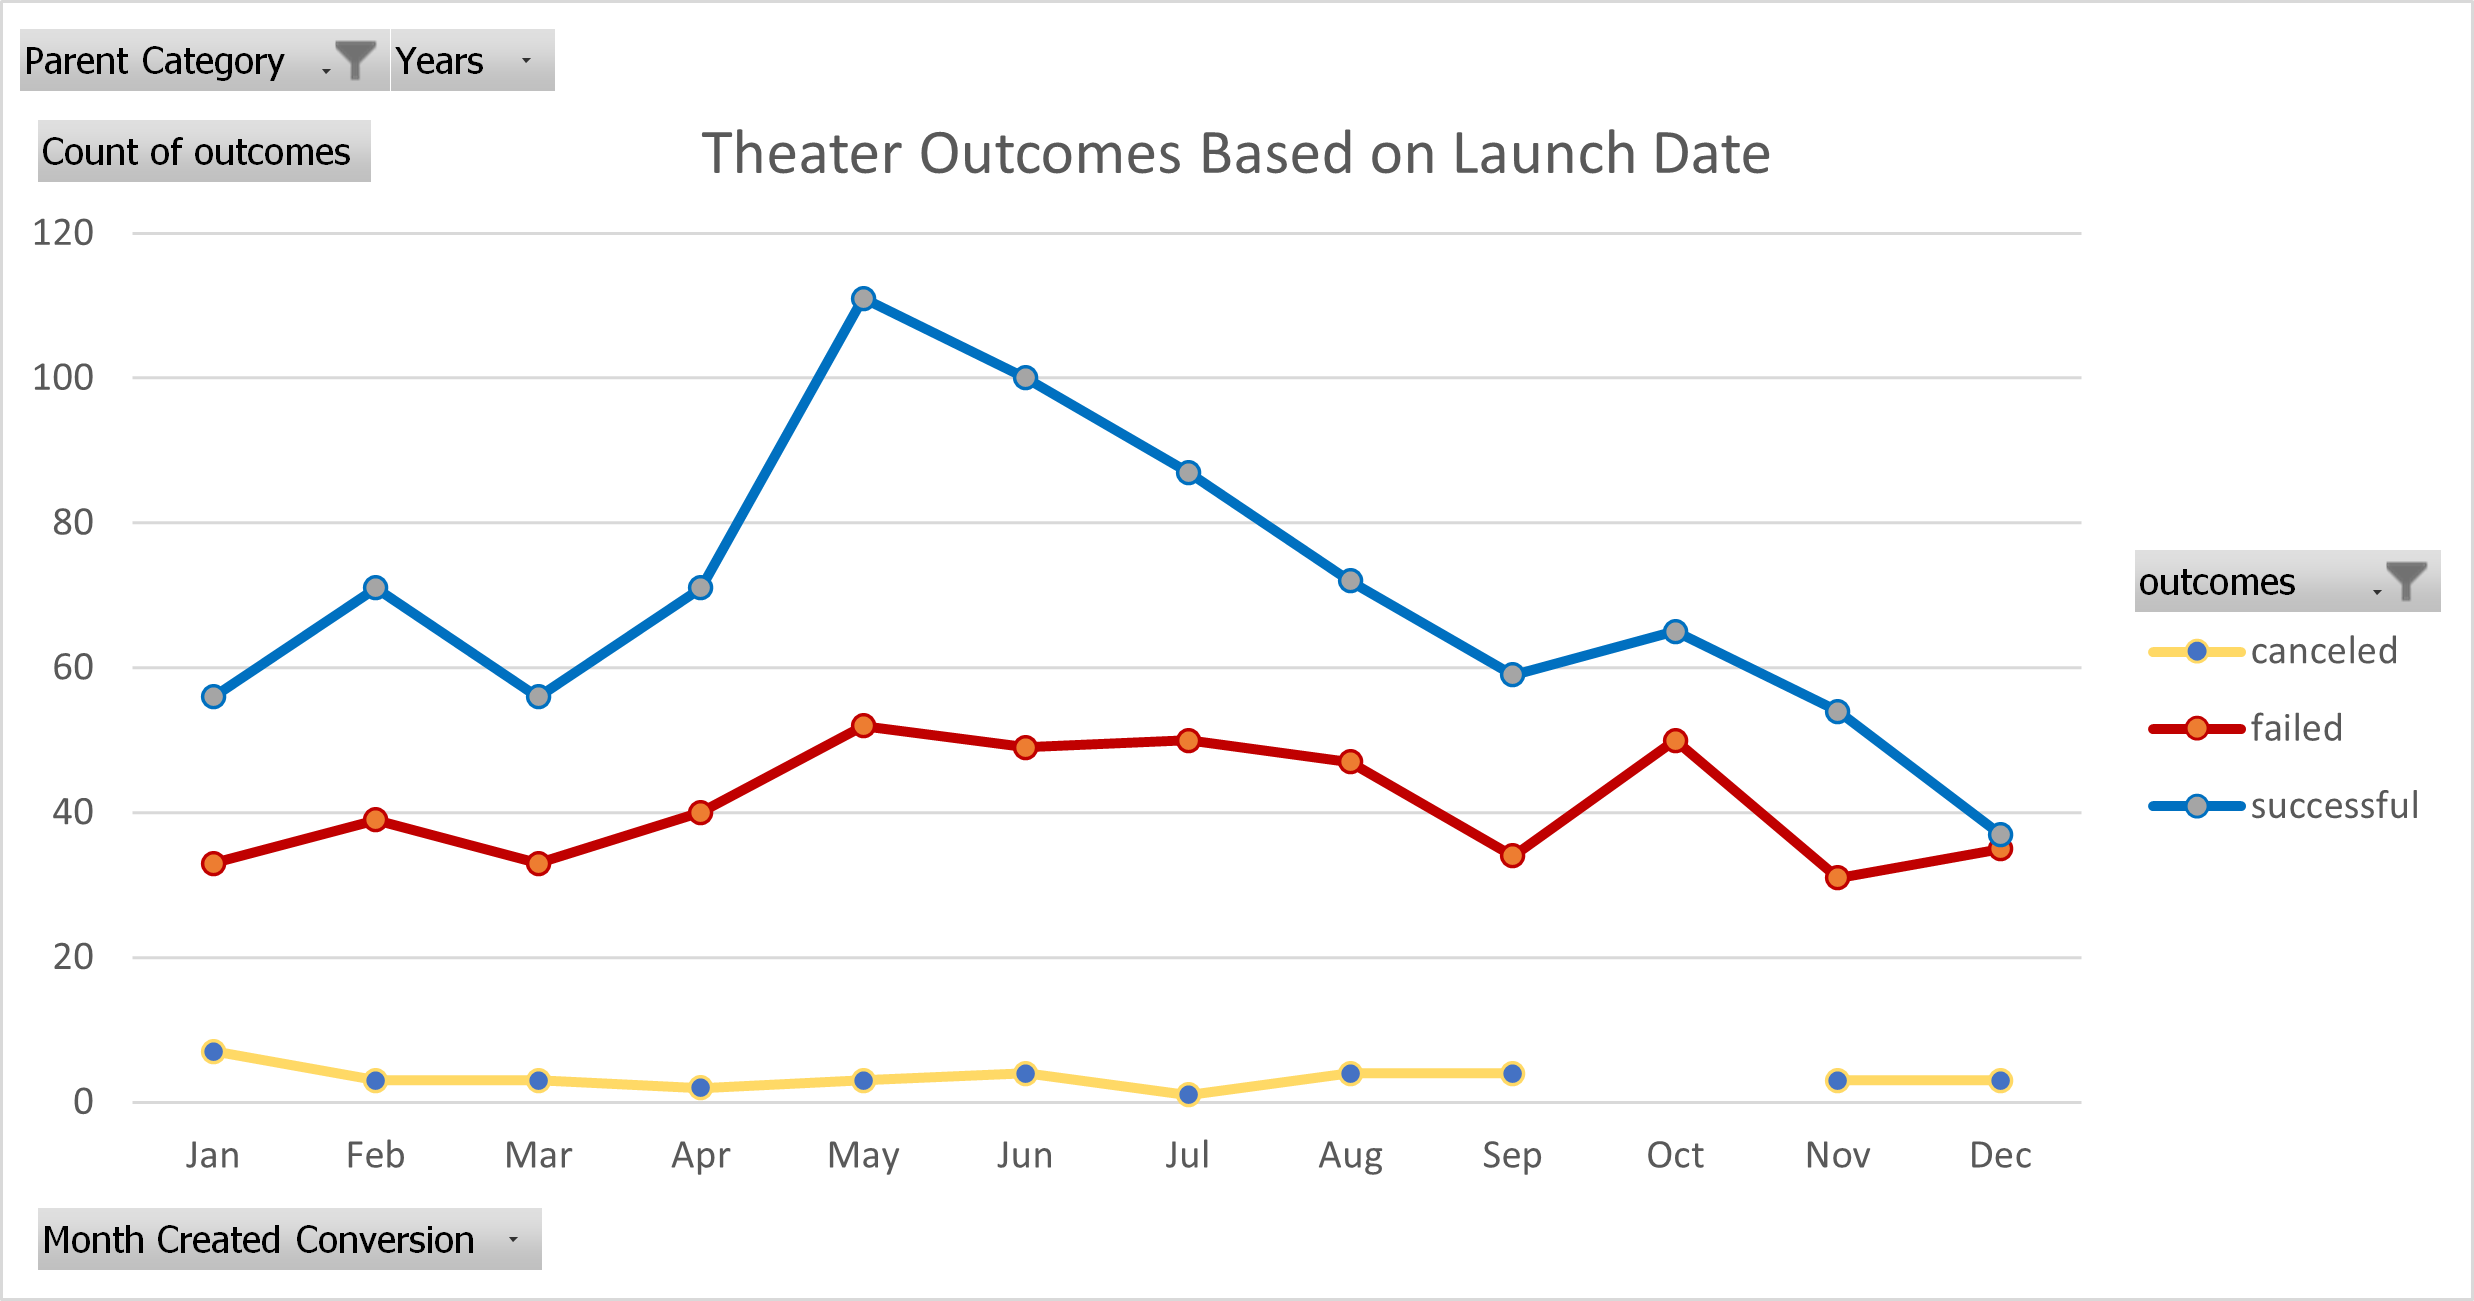 Parent Category Years
Count of outcomes
Theater Outcomes Based on Launch Date
120
100
80
60
40
20
0
Jan Feb Mar Apr May Jun Jul Aug Sep Oct Nov Dec
outcomes
canceled
failed
successful
Month Created Conversion